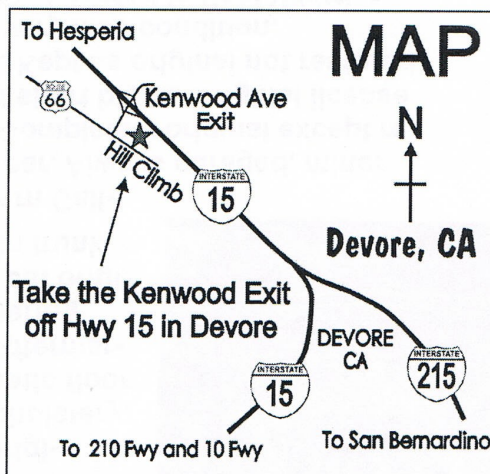 To Hesperia
MAP
ROUTE
66
Kenwood Ave
Exit
N
Hill Climb
INTERSTATE
15
Devore, CA
Take the Kenwood Exit
off Hwy 15 in Devore
DEVORE
CA
INTERSTATE
15
INTERSTATE
215
To 210 Fwy and 10 Fwy
To San Bernardino